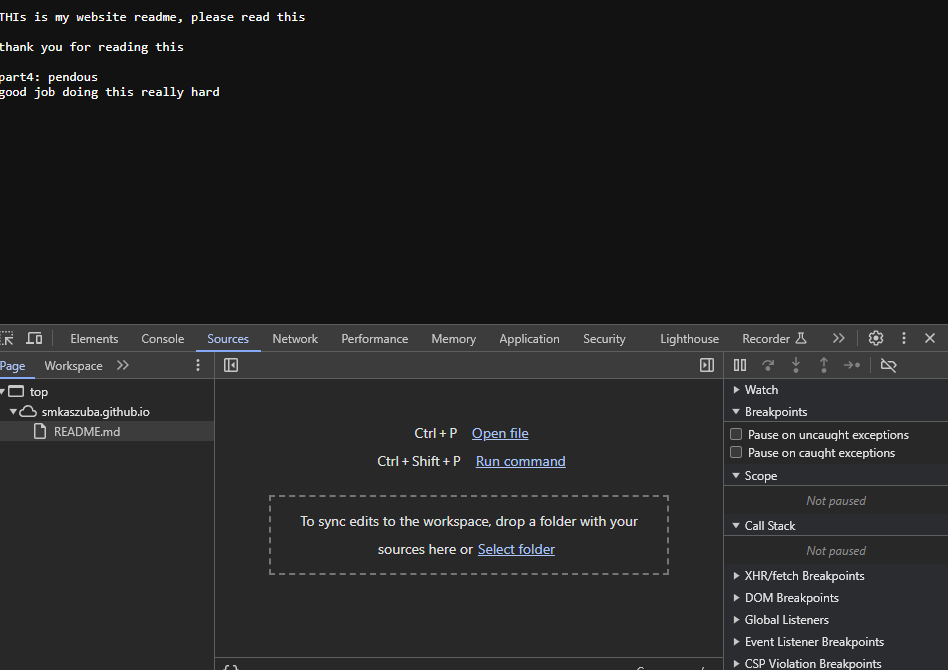 THIs is my website readme, please read this
thank you for reading this
part4: pendous
good job doing this really hard
Elements Console Sources Network Performance Memory Application Security Lighthouse Recorder
Page Workspace
top
smkaszuba.github.io
README.md
Ctrl + P Open file
Ctrl + Shift + P Run command
To sync edits to the workspace, drop a folder with your
sources here or Select folder
Watch
Breakpoints
Pause on uncaught exceptions
Pause on caught exceptions
Scope
Not paused
Call Stack
Not paused
XHR/fetch Breakpoints
DOM Breakpoints
Global Listeners
Event Listener Breakpoints
CSP Violation Breakpoints